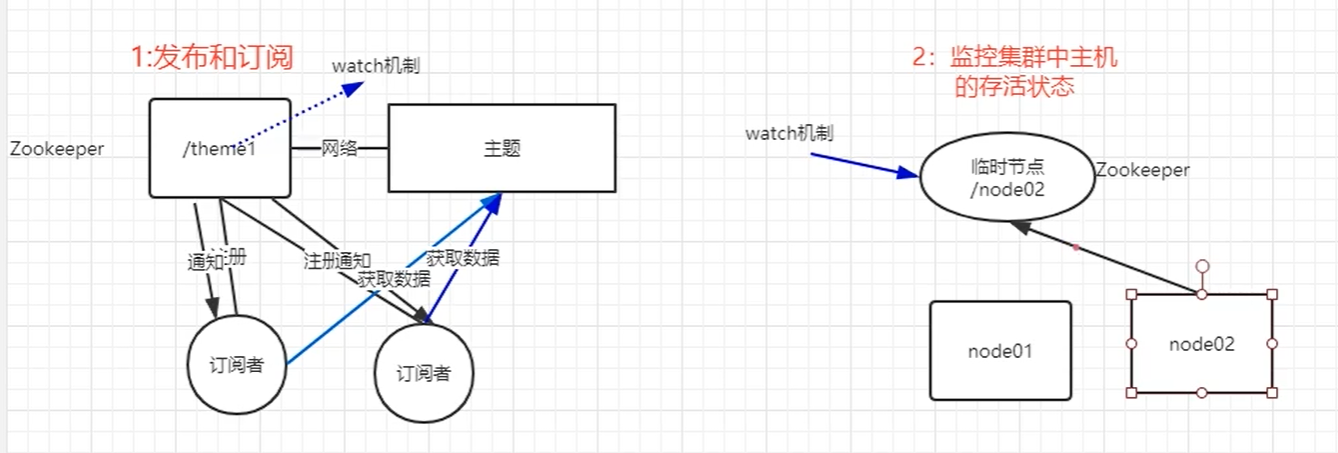 1:发布和订阅
watch机制
Zookeeper
/theme1
网络
主题
通知
注册
注册
通知
获取数据
获取数据
订阅者
订阅者
2：监控集群中主机
的存活状态
watch机制
临时节点
/node02
Zookeeper
node01
node02